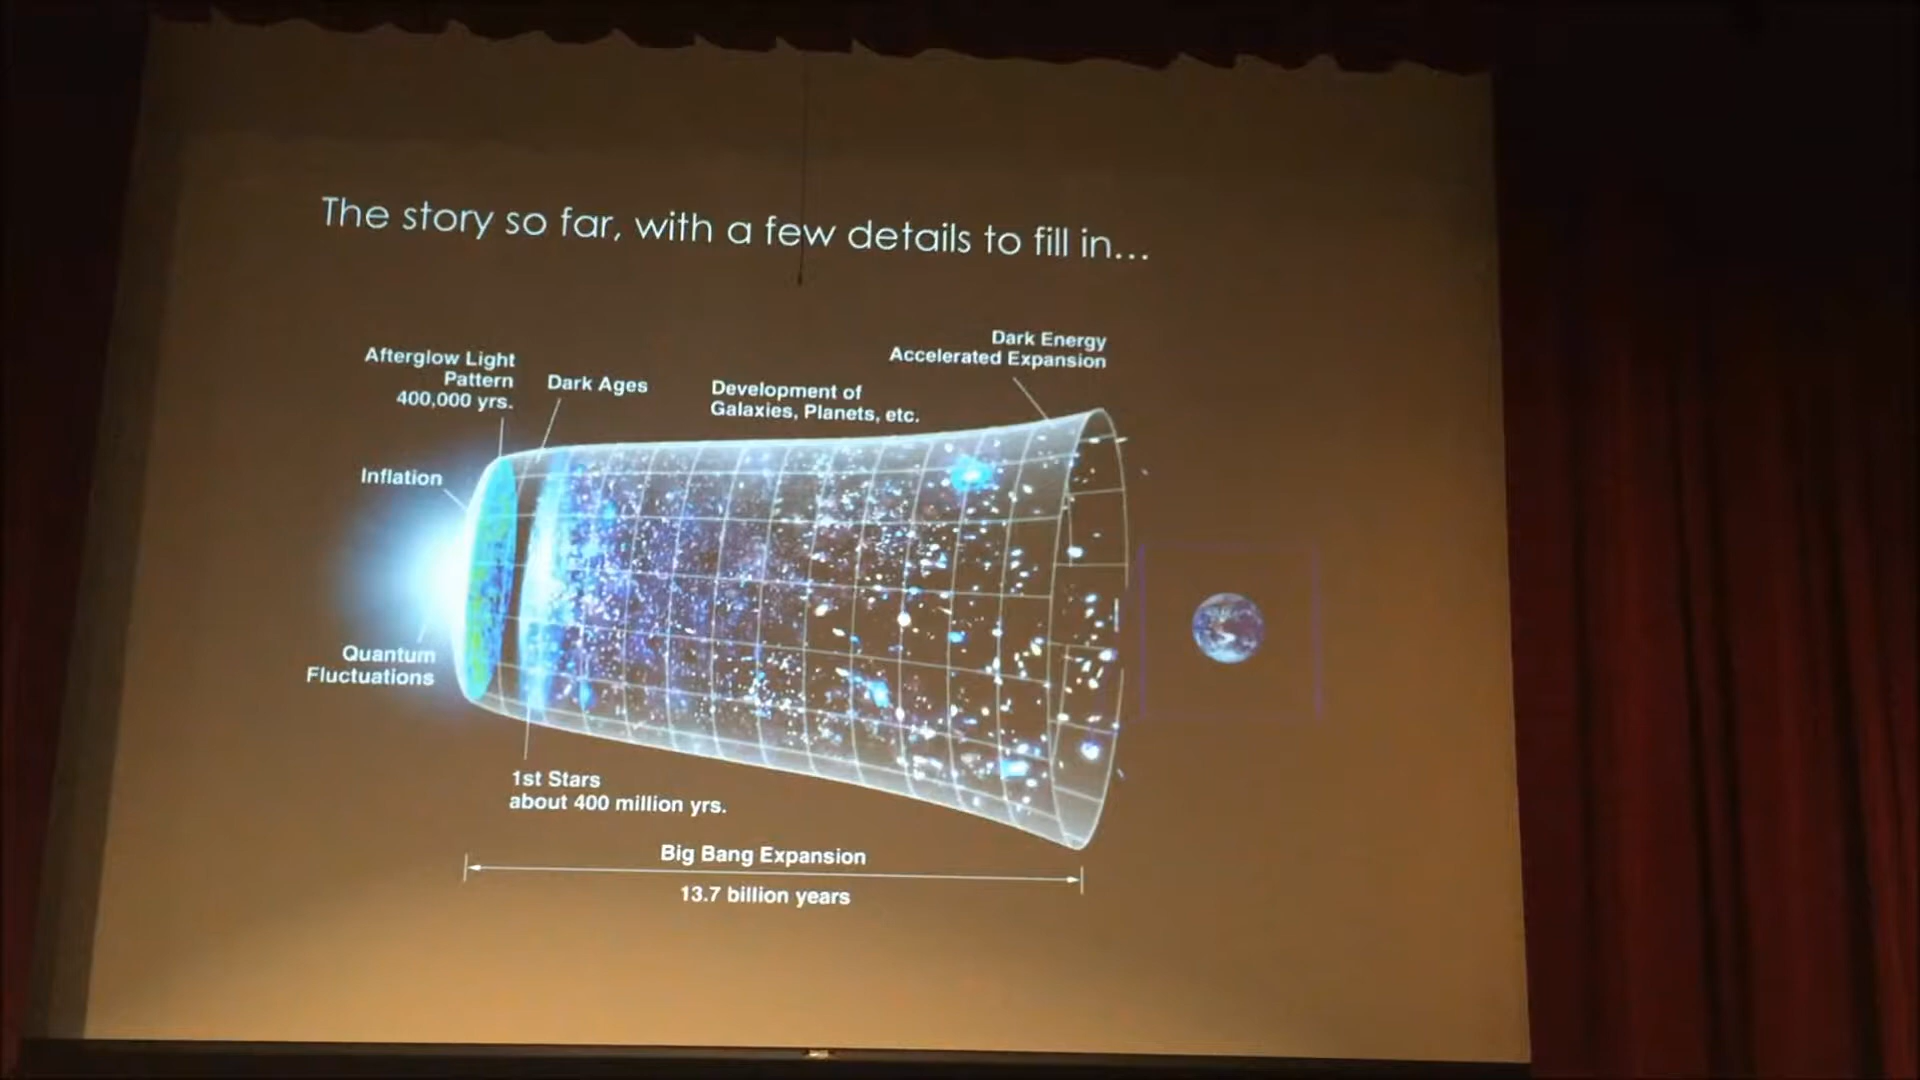 The story so far, with a few details to fill in...
Dark Energy
Accelerated Expansion
Afterglow Light
Pattern
400,000 yrs.
Dark Ages
Development of
Galaxies, Planets, etc.
Inflation
Quantum
Fluctuations
1st Stars
about 400 million yrs.
Big Bang Expansion
13.7 billion years